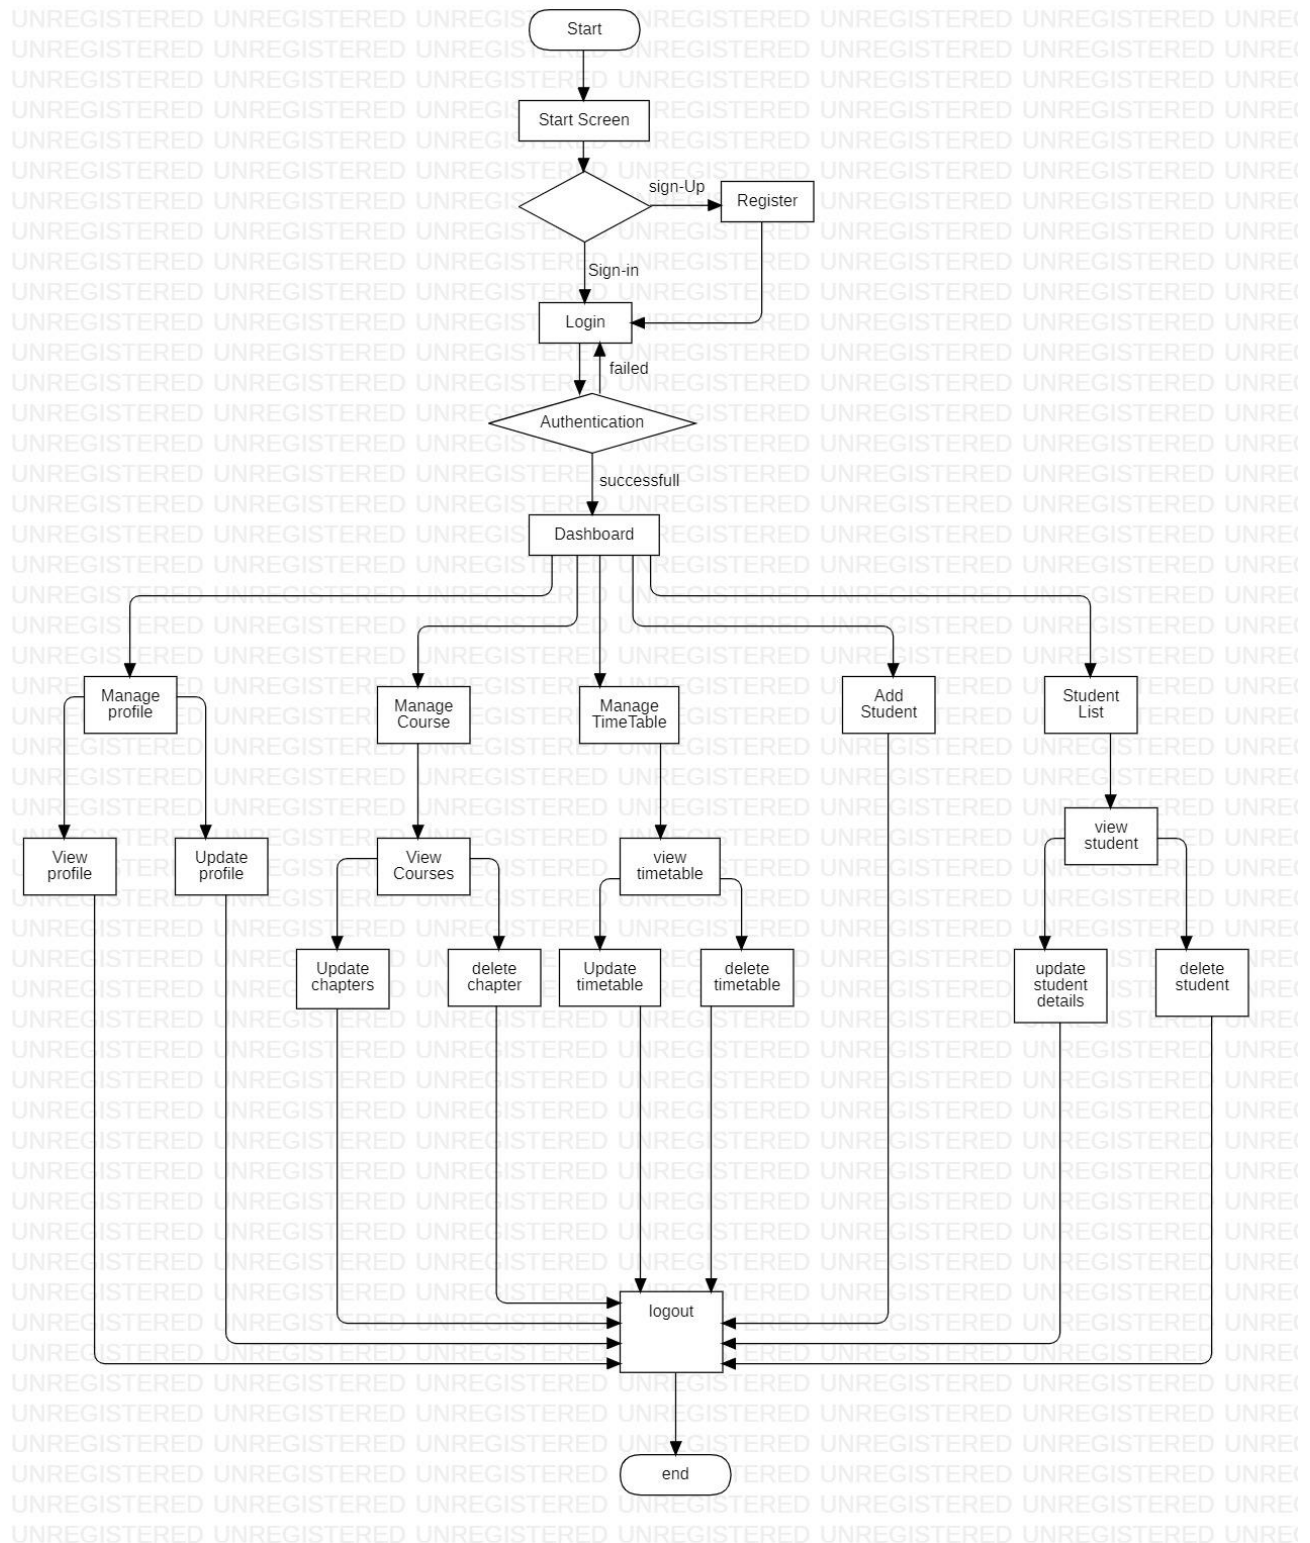 Start
Start Screen
sign-Up
Register
Sign-in
Login
failed
Authentication
successfull
Dashboard
Manage
profile
Manage
Course
Manage
TimeTable
Add
Student
Student
List
view
student
View
profile
Update
profile
View
Courses
view
timetable
Update
chapters
delete
chapter
Update
timetable
delete
timetable
update
student
details
delete
student
logout
end
UNREGISTERED